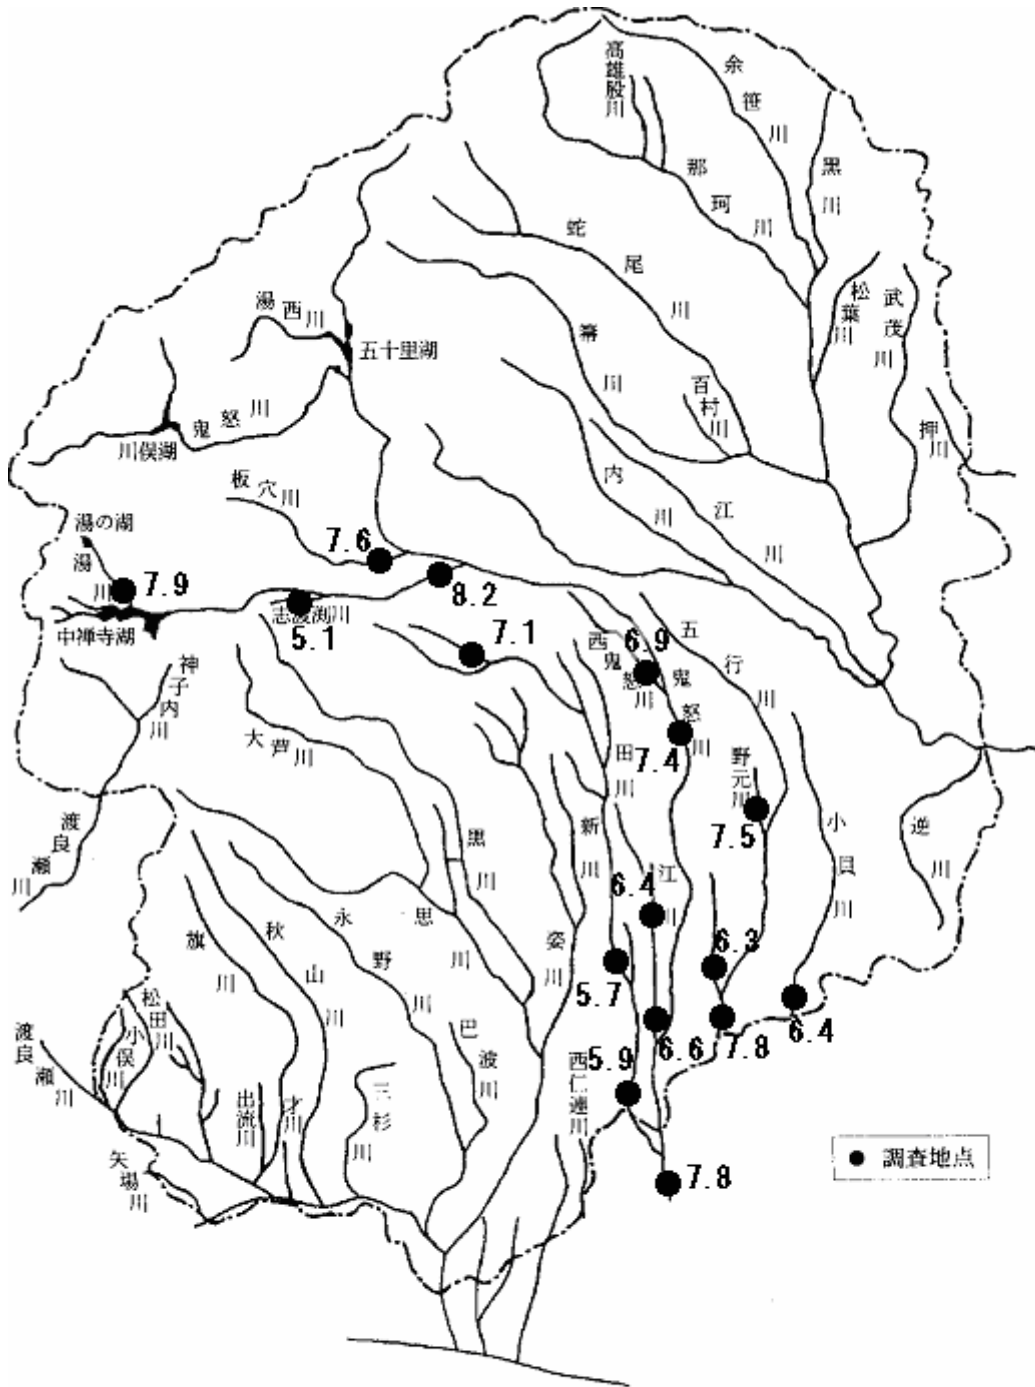 高雄股川
余笹川
黒川
那珂川
蛇尾川
松葉川
武茂川
湯西川
五十里湖
箒川
百村川
押川
鬼怒川
川俣湖
内川
江川
板穴川
湯の湖
湯川
7.9
7.6
8.2
中禅寺湖
志渡渕川
5.1
7.1
西鬼怒川
6.9
五行川
鬼怒川
7.4
神子内川
大芦川
田川
野元川
7.5
小貝川
逆川
渡良瀬川
新川
黒川
6.4
江川
思川
永野川
秋山川
旗川
姿川
5.7
6.3
6.4
6.6
7.8
5.9
松田川
小俣川
渡良瀬川
巴波川
三杉川
西仁連川
出流川
才川
矢場川
7.8
調査地点